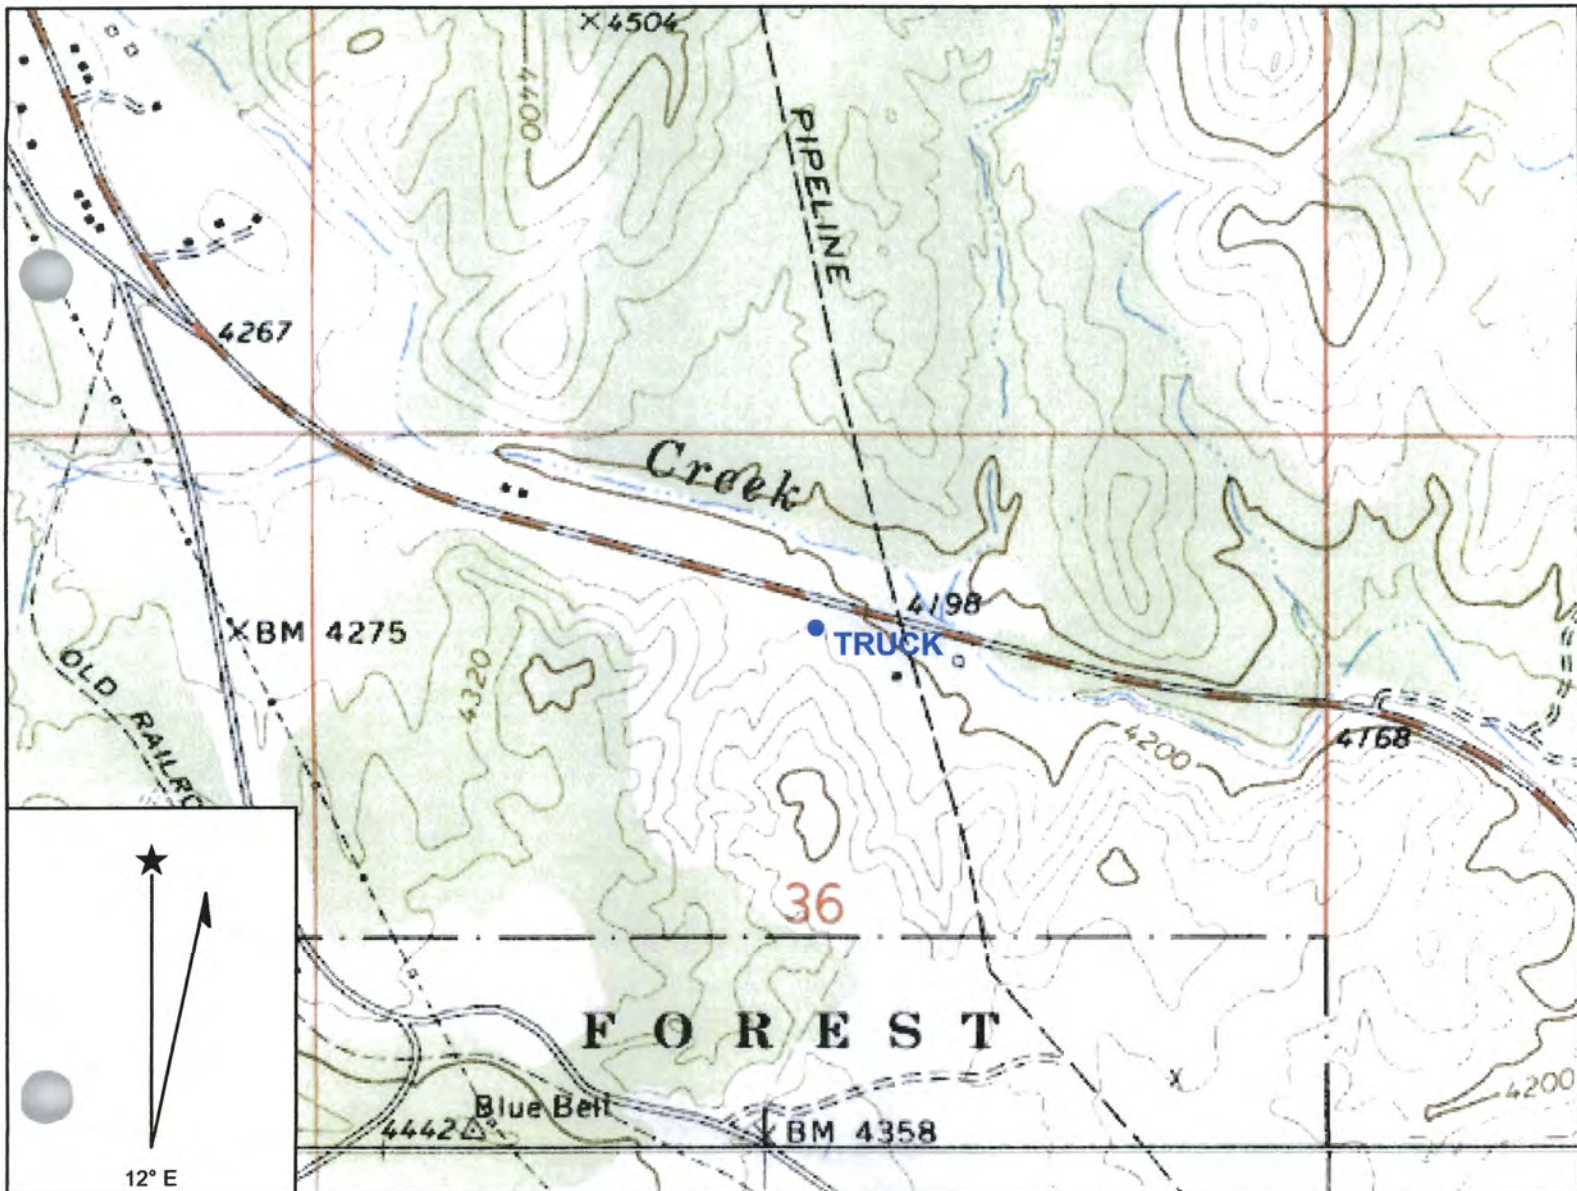 4504
4400
PIPELINE
4267
Creek
4198
TRUCK
BM 4275
4320
OLD RAILRO
4200
4168
36
FOREST
4200
Blue Bell
4442
BM 4358
12° E